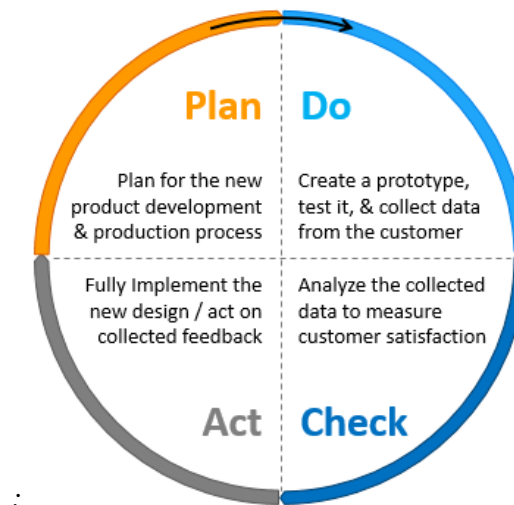 Plan
Do
Plan for the new
product development
& production process
Create a prototype,
test it, & collect data
from the customer
Fully Implement the
new design / act on
collected feedback
Analyze the collected
data to measure
customer satisfaction
Act
Check